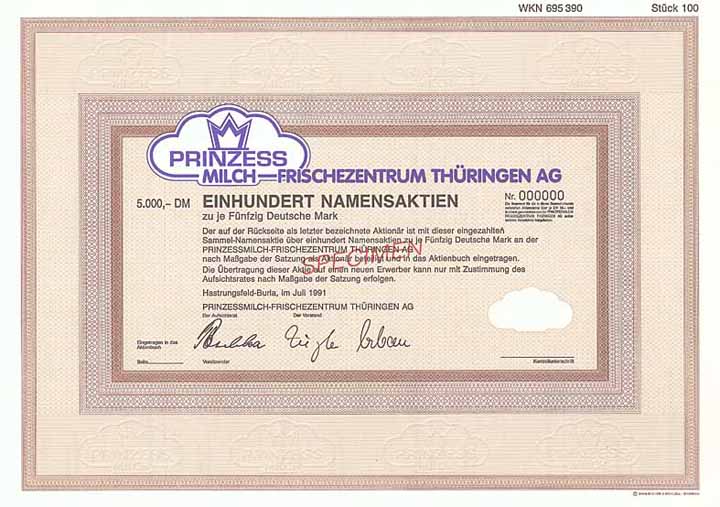 WKN 695 390 Stück 100
PRINZESS
MILCH—FRISCHEZENTRUM THÜRINGEN AG
5.000,– DM EINHUNDERT NAMENSAKTIEN
Nr. 000000
zu je Fünfzig Deutsche Mark
Der auf der Rückseite als letzter bezeichnete Aktionär ist mit dieser eingezahlten
Sammel-Namensaktie über einhundert Namensaktien zu je Fünfzig Deutsche Mark an der
PRINZESSMILCH-FRISCHEZENTRUM THÜRINGEN AG
nach Maßgabe der Satzung als Aktionär beteiligt und in das Aktienbuch eingetragen.
Die Übertragung dieser Aktie auf einen neuen Erwerber kann nur mit Zustimmung des
Aufsichtsrates nach Maßgabe der Satzung erfolgen.
SPECIMEN
Hastrungsfeld-Burla, im Juli 1991
PRINZESSMILCH-FRISCHEZENTRUM THÜRINGEN AG
Der Aufsichtsrat Der Vorstand
Eingetragen in das
Aktienbuch
Seite Vorsitzender Kontrollunterschrift